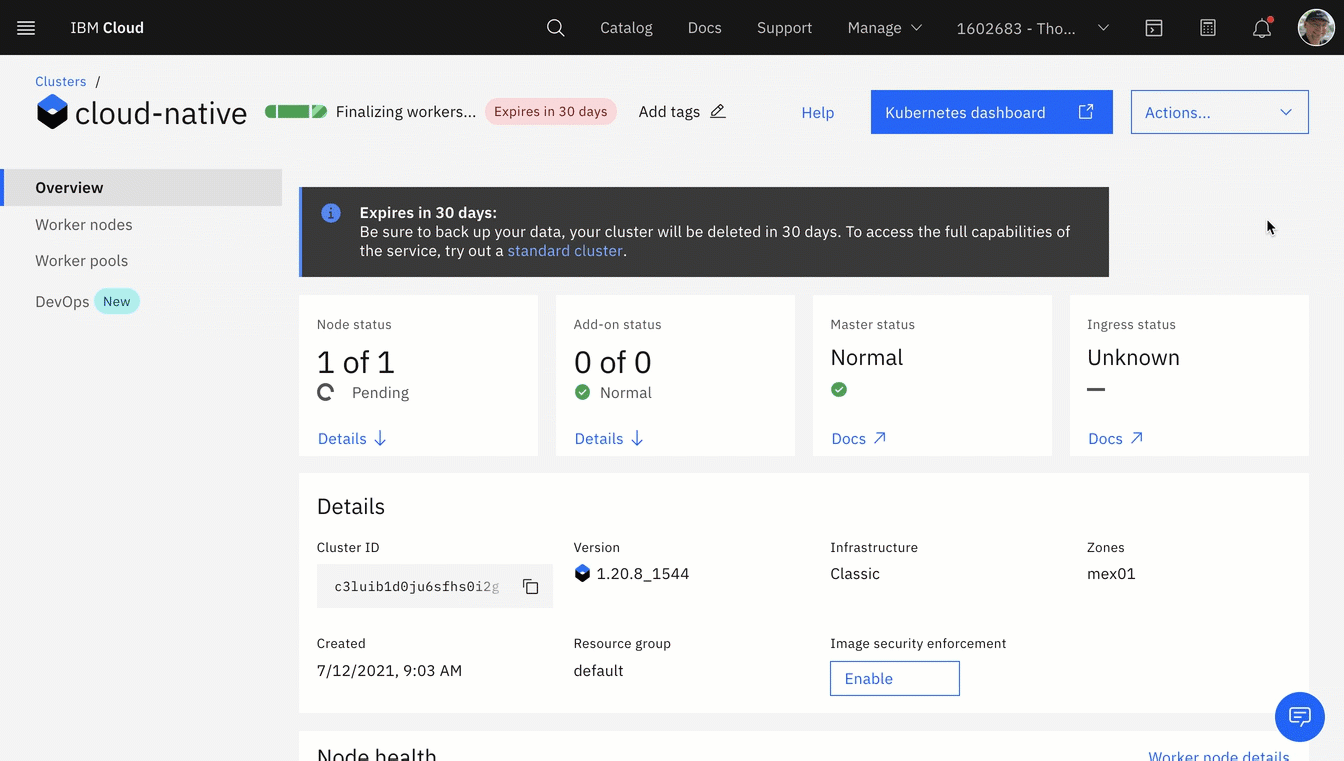 IBM Cloud
Catalog
Docs
Support
Manage
1602683 - Tho...
Clusters /
cloud-native
Finalizing workers...
Expires in 30 days
Add tags
Help
Kubernetes dashboard
Actions...
Overview
Worker nodes
Worker pools
DevOps New
Expires in 30 days:
Be sure to back up your data, your cluster will be deleted in 30 days. To access the full capabilities of
the service, try out a standard cluster.
Node status
1 of 1
Pending
Details
Add-on status
0 of 0
Normal
Details
Master status
Normal
Docs
Ingress status
Unknown
Docs
Details
Cluster ID
c3luib1d0ju6sfhs0i2g
Version
1.20.8_1544
Infrastructure
Classic
Zones
mex01
Created
7/12/2021, 9:03 AM
Resource group
default
Image security enforcement
Enable
Node health
Worker node details